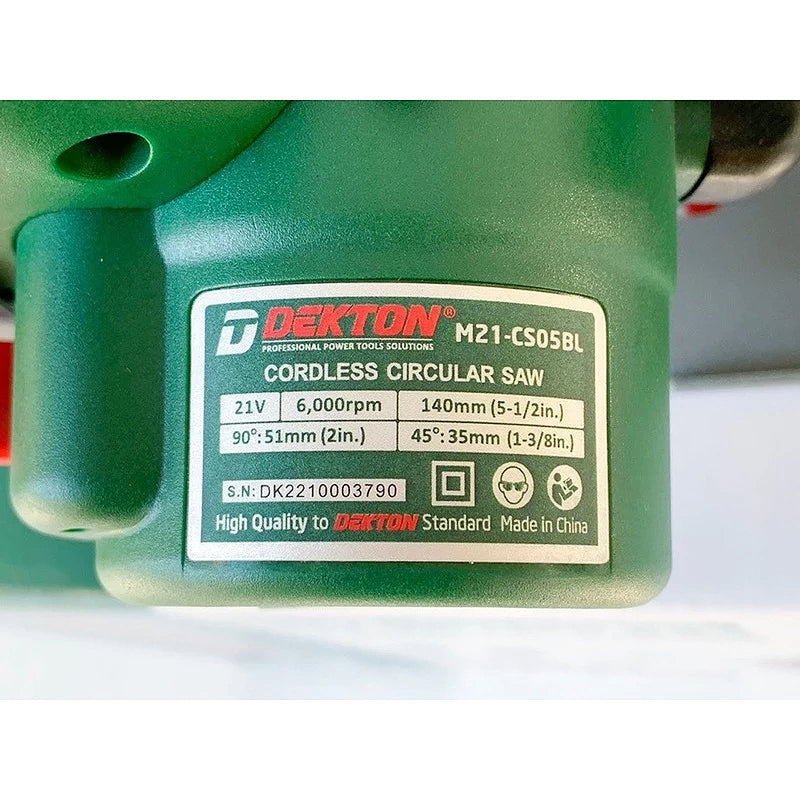 DEKTON® M21-CS05BL
PROFESSIONAL POWER TOOLS SOLUTIONS
CORDLESS CIRCULAR SAW
21V 6,000rpm 140mm (5-1/2in.)
90°: 51mm (2in.) 45°: 35mm (1-3/8in.)
S.N: DK2210003790
High Quality to DEKTON Standard Made in China